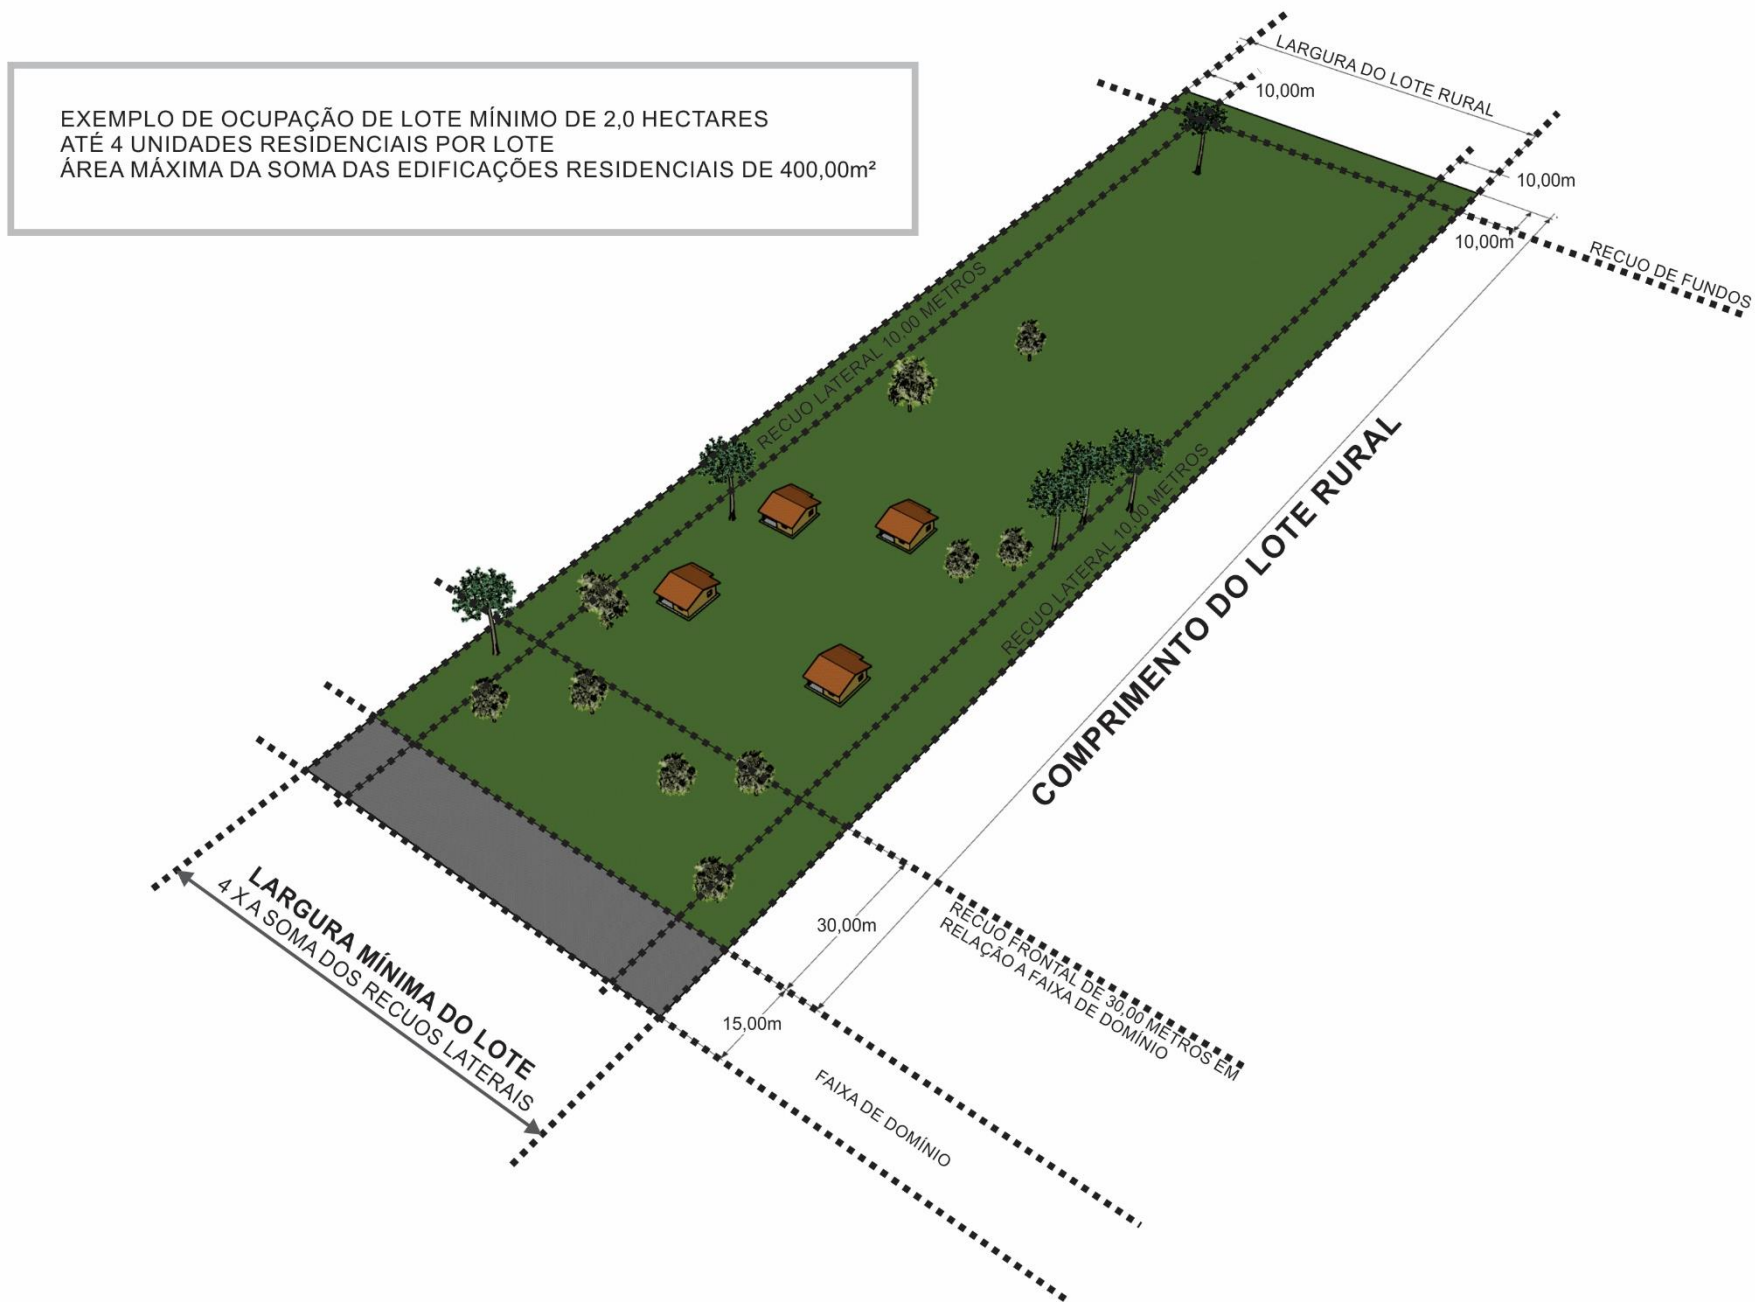 EXEMPLO DE OCUPAÇÃO DE LOTE MÍNIMO DE 2,0 HECTARES
ATÉ 4 UNIDADES RESIDENCIAIS POR LOTE
ÁREA MÁXIMA DA SOMA DAS EDIFICAÇÕES RESIDENCIAIS DE 400,00m²
LARGURA DO LOTE RURAL
10,00m
10,00m
10,00m
RECUO DE FUNDOS
RECUO LATERAL 10,00 METROS
RECUO LATERAL 10,00 METROS
COMPRIMENTO DO LOTE RURAL
30,00m
RECUO FRONTAL DE 30,00 METROS EM
RELAÇÃO A FAIXA DE DOMÍNIO
15,00m
FAIXA DE DOMÍNIO
LARGURA MÍNIMA DO LOTE
4 X A SOMA DOS RECUOS LATERAIS